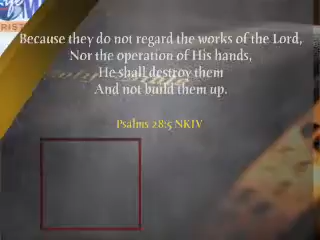 Because they do not regard the works of the Lord,
Nor the operation of His hands,
He shall destroy them
And not build them up.
Psalms 28:5 NKJV